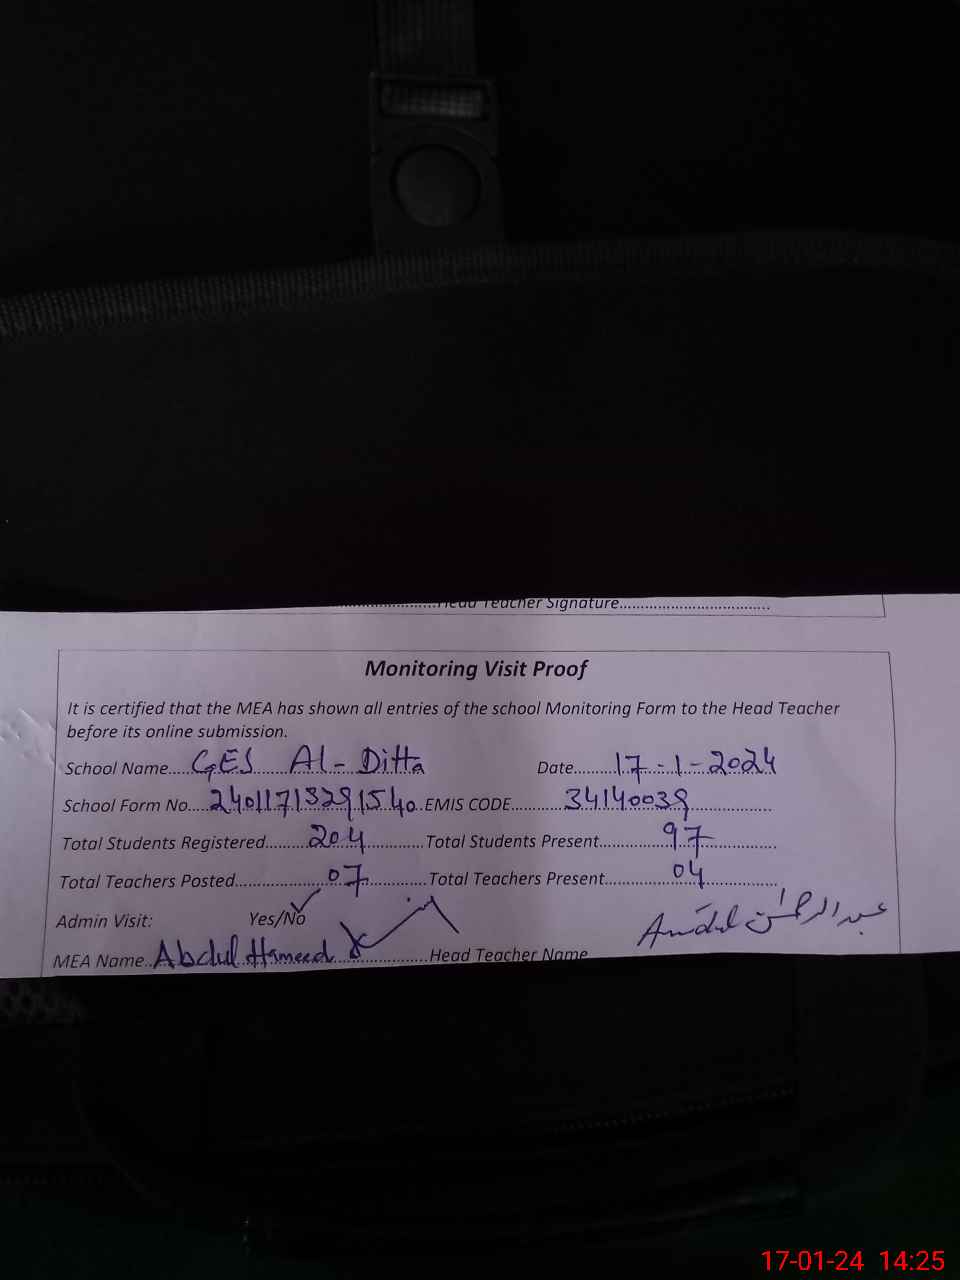 Head Teacher Signature
Monitoring Visit Proof
It is certified that the MEA has shown all entries of the school Monitoring Form to the Head Teacher
before its online submission.
School Name GES Al-Ditta Date 17-1-2024
School Form No. 24011713291540 EMIS CODE 34140039
Total Students Registered 204 Total Students Present 97
Total Teachers Posted 07 Total Teachers Present 04
Admin Visit: Yes/No عبدالرحمٰن
MEA Name Abdul Hameed Head Teacher Name
17-01-24 14:25